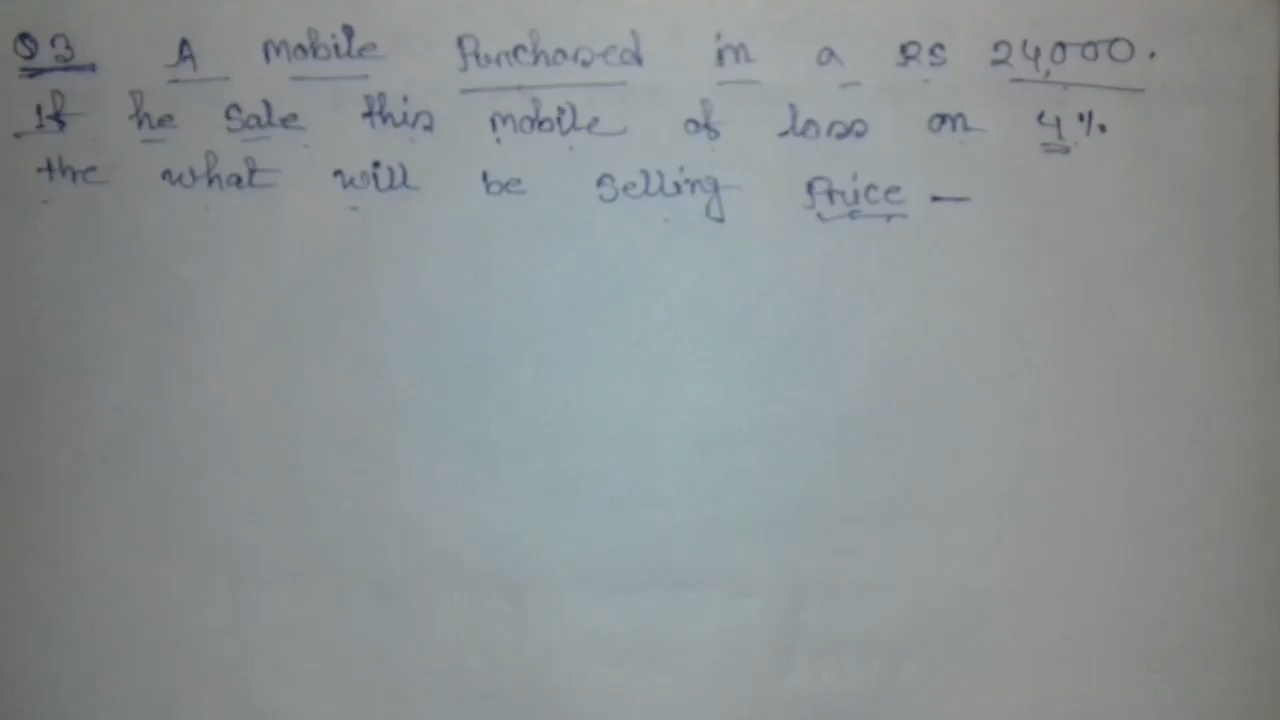 Q3 A mobile Purchased in a RS 24,000.
If he sale this mobile of loss on 4%
the what will be selling Price —